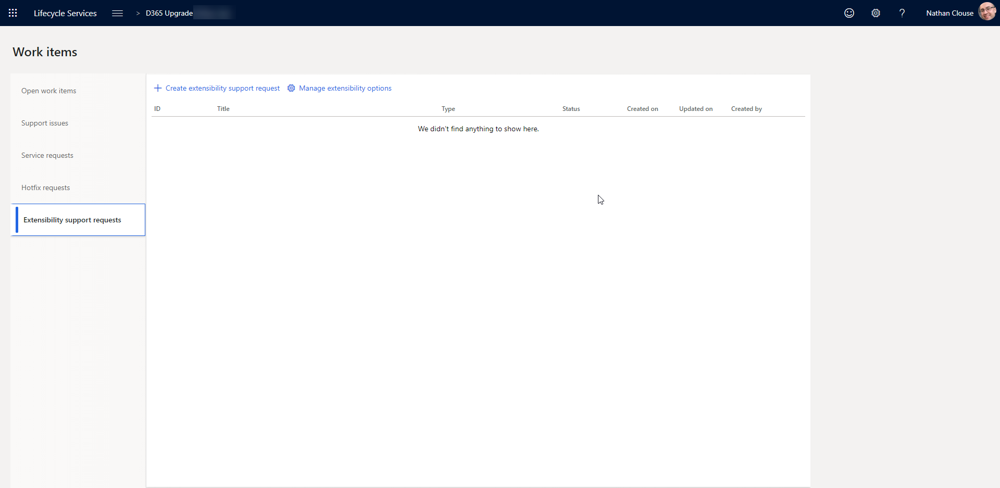 Lifecycle Services > D365 Upgrade Nathan Clouse
Work items
Open work items
Support issues
Service requests
Hotfix requests
Extensibility support requests
Create extensibility support request Manage extensibility options
ID Title Type Status Created on Updated on Created by
We didn't find anything to show here.